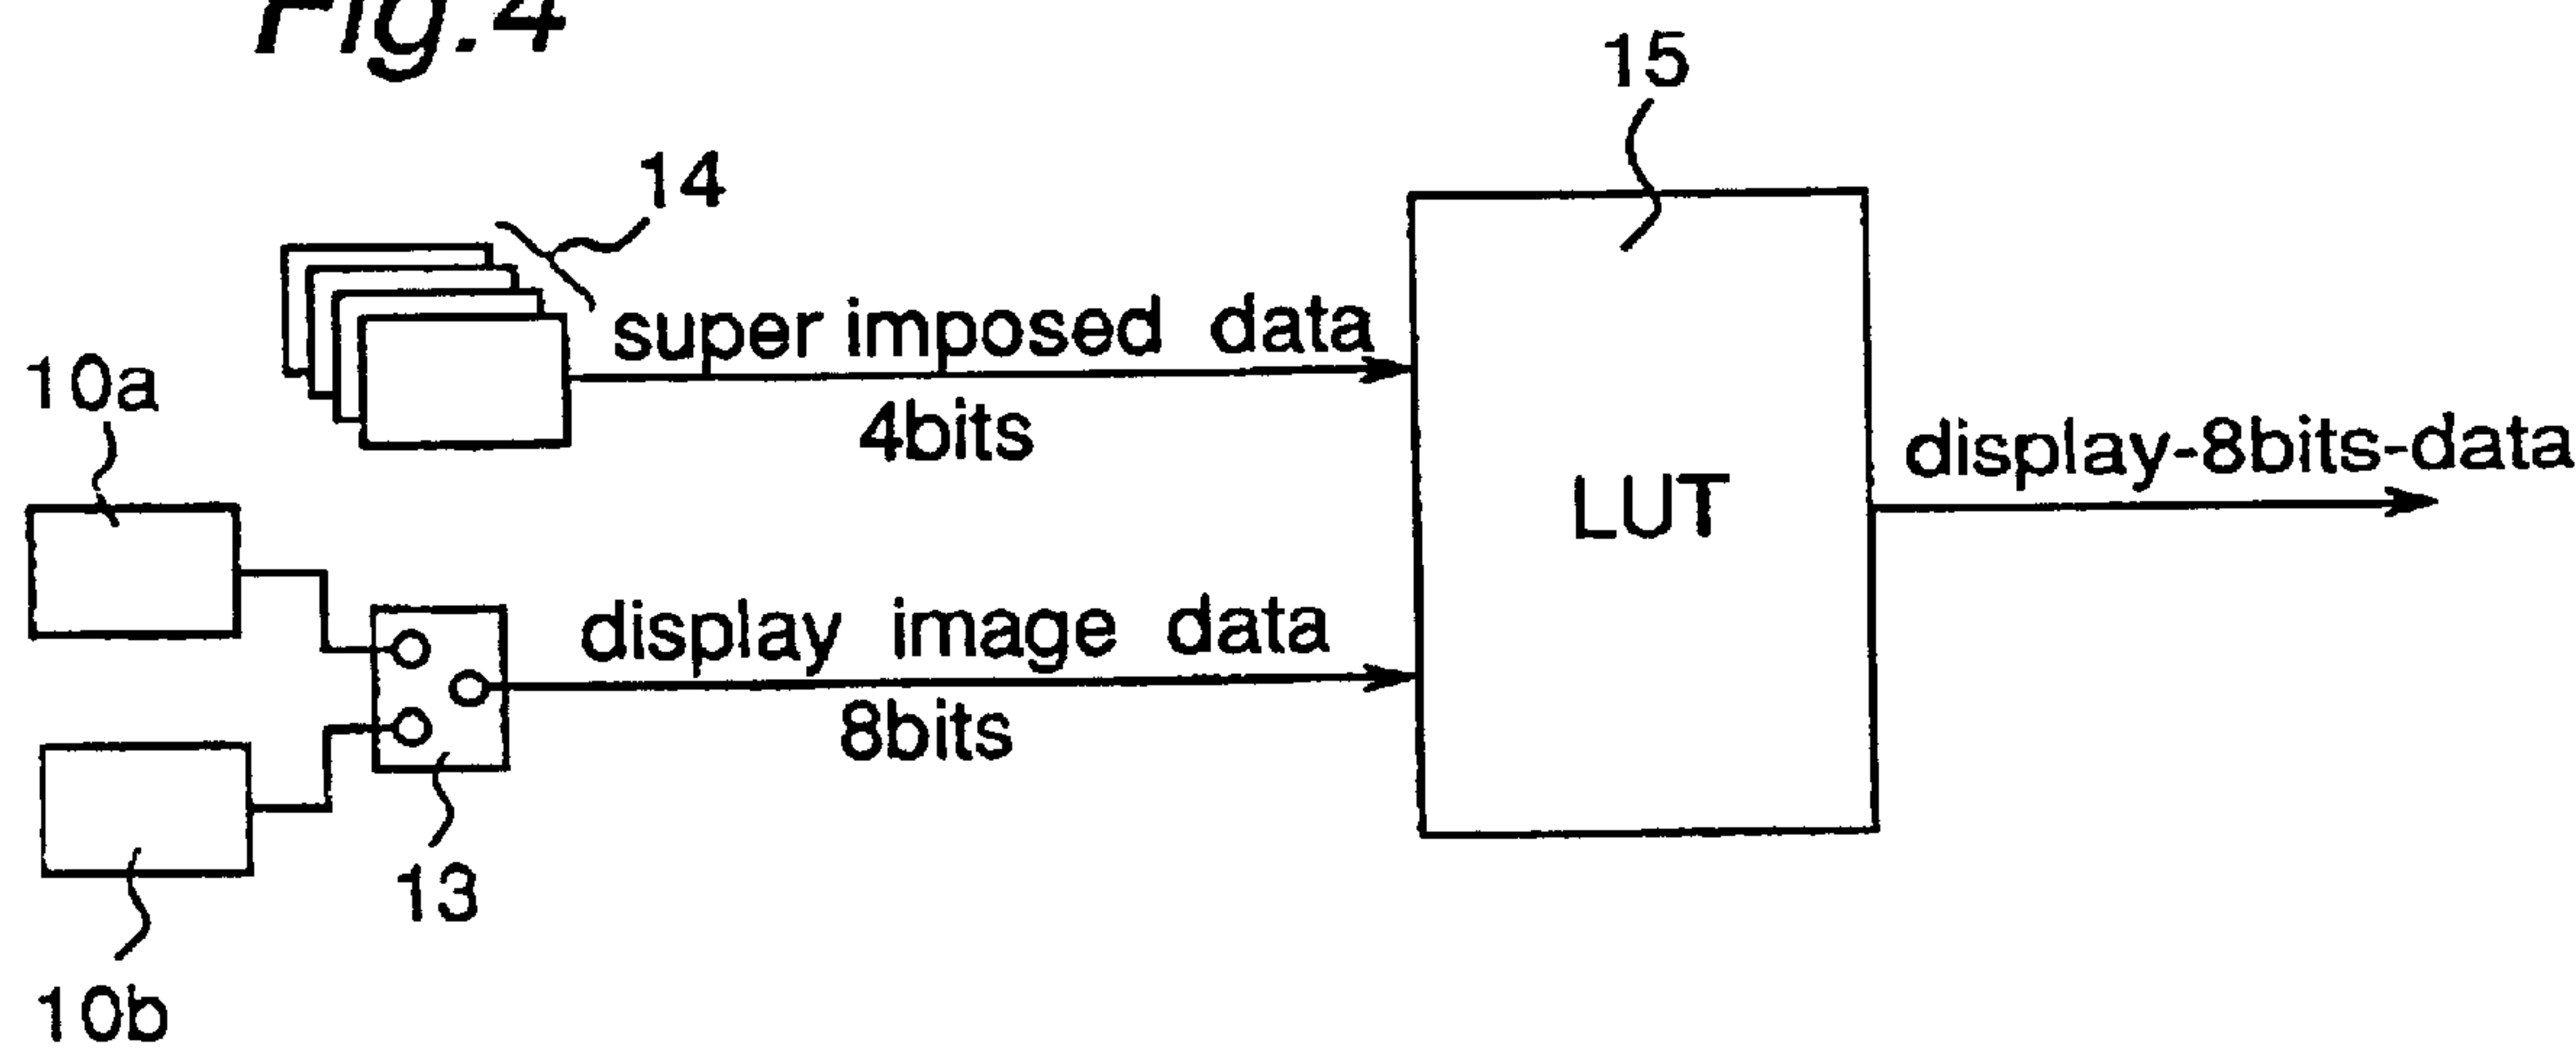 Fig.4
15
14
super imposed data
4bits
10a
display-8bits-data
LUT
display image data
8bits
13
10b